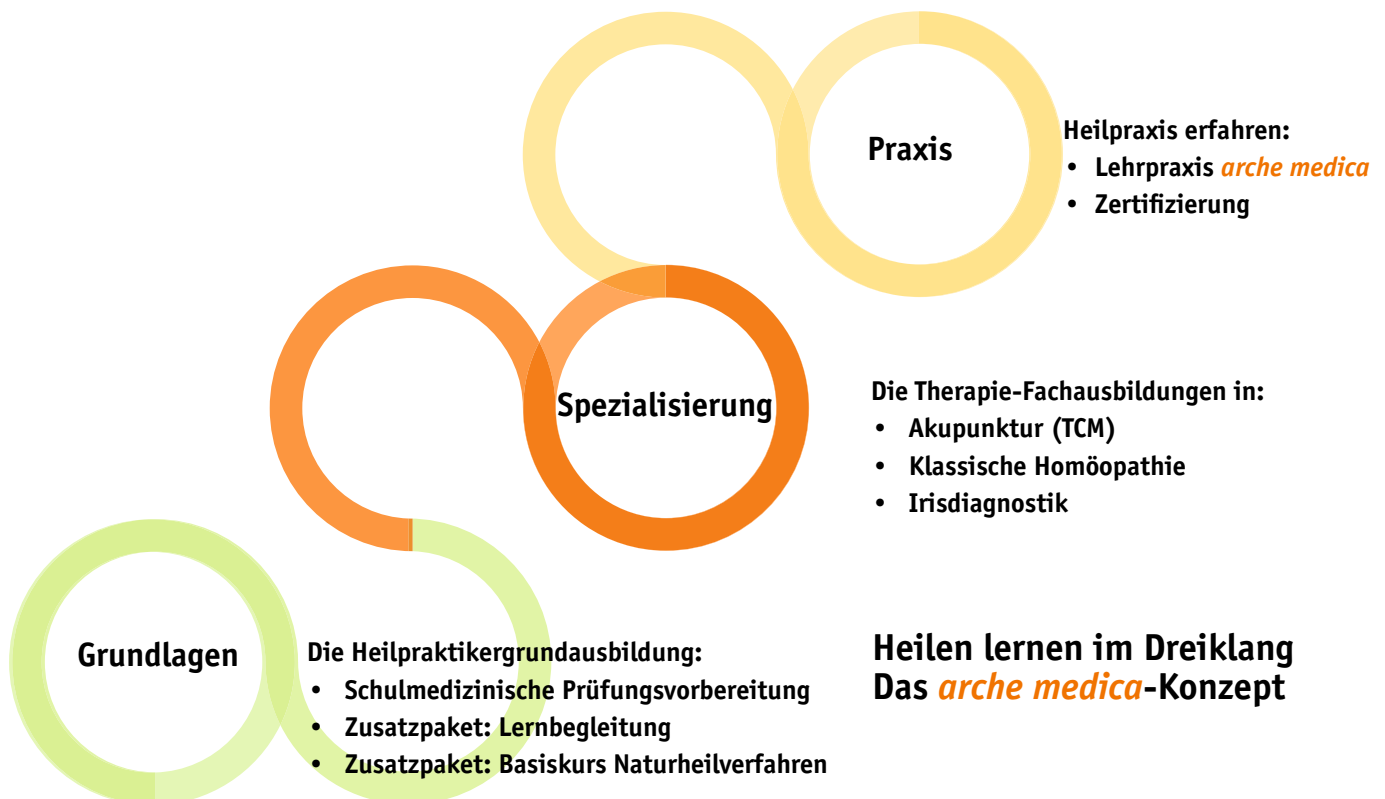 Praxis
Heilpraxis erfahren:
• Lehrpraxis arche medica
• Zertifizierung
Spezialisierung
Die Therapie-Fachausbildungen in:
• Akupunktur (TCM)
• Klassische Homöopathie
• Irisdiagnostik
Grundlagen
Die Heilpraktikergrundausbildung:
• Schulmedizinische Prüfungsvorbereitung
• Zusatzpaket: Lernbegleitung
• Zusatzpaket: Basiskurs Naturheilverfahren
Heilen lernen im Dreiklang
Das arche medica-Konzept